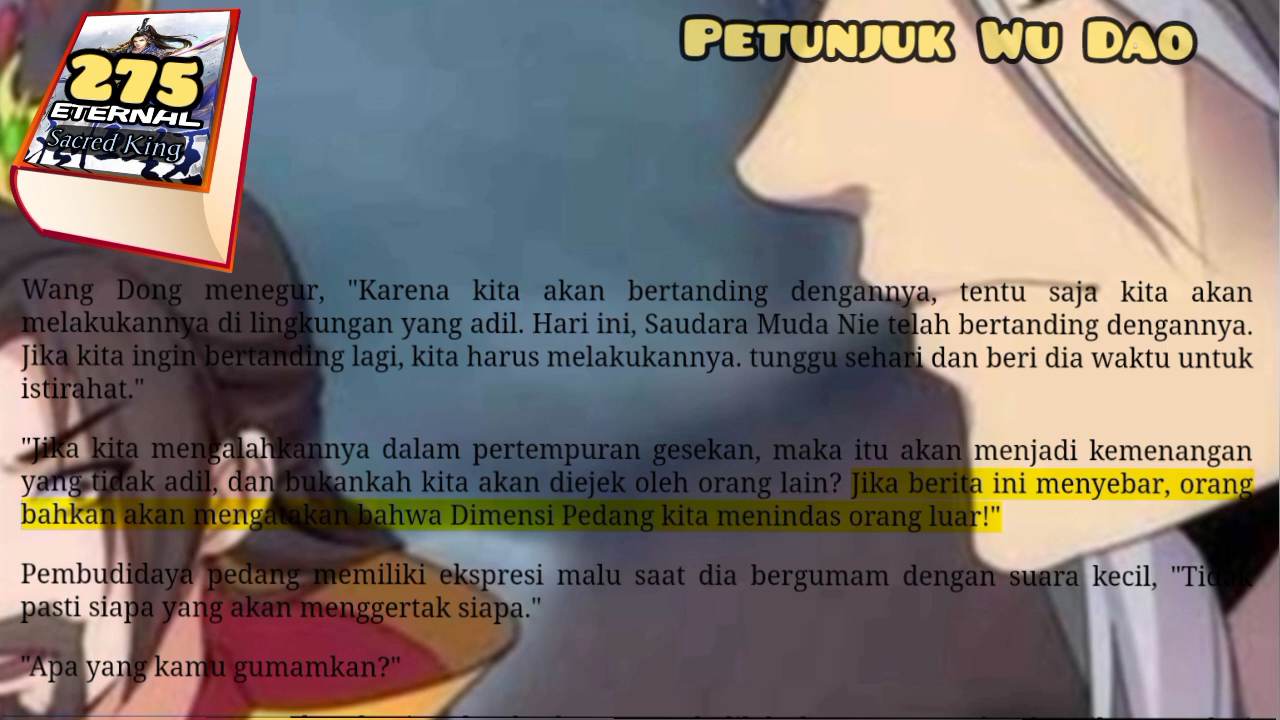 275
ETERNAL
Sacred King
Petunjuk Wu Dao
Wang Dong menegur, "Karena kita akan bertanding dengannya, tentu saja kita akan
melakukannya di lingkungan yang adil. Hari ini, Saudara Muda Nie telah bertanding dengannya.
Jika kita ingin bertanding lagi, kita harus melakukannya. tunggu sehari dan beri dia waktu untuk
istirahat."
"Jika kita mengalahkannya dalam pertempuran gesekan, maka itu akan menjadi kemenangan
yang tidak adil, dan bukankah kita akan diejek oleh orang lain? Jika berita ini menyebar, orang
bahkan akan mengatakan bahwa Dimensi Pedang kita menindas orang luar!"
Pembudidaya pedang memiliki ekspresi malu saat dia bergumam dengan suara kecil, "Tidak
pasti siapa yang akan menggertak siapa."
"Apa yang kamu gumamkan?"